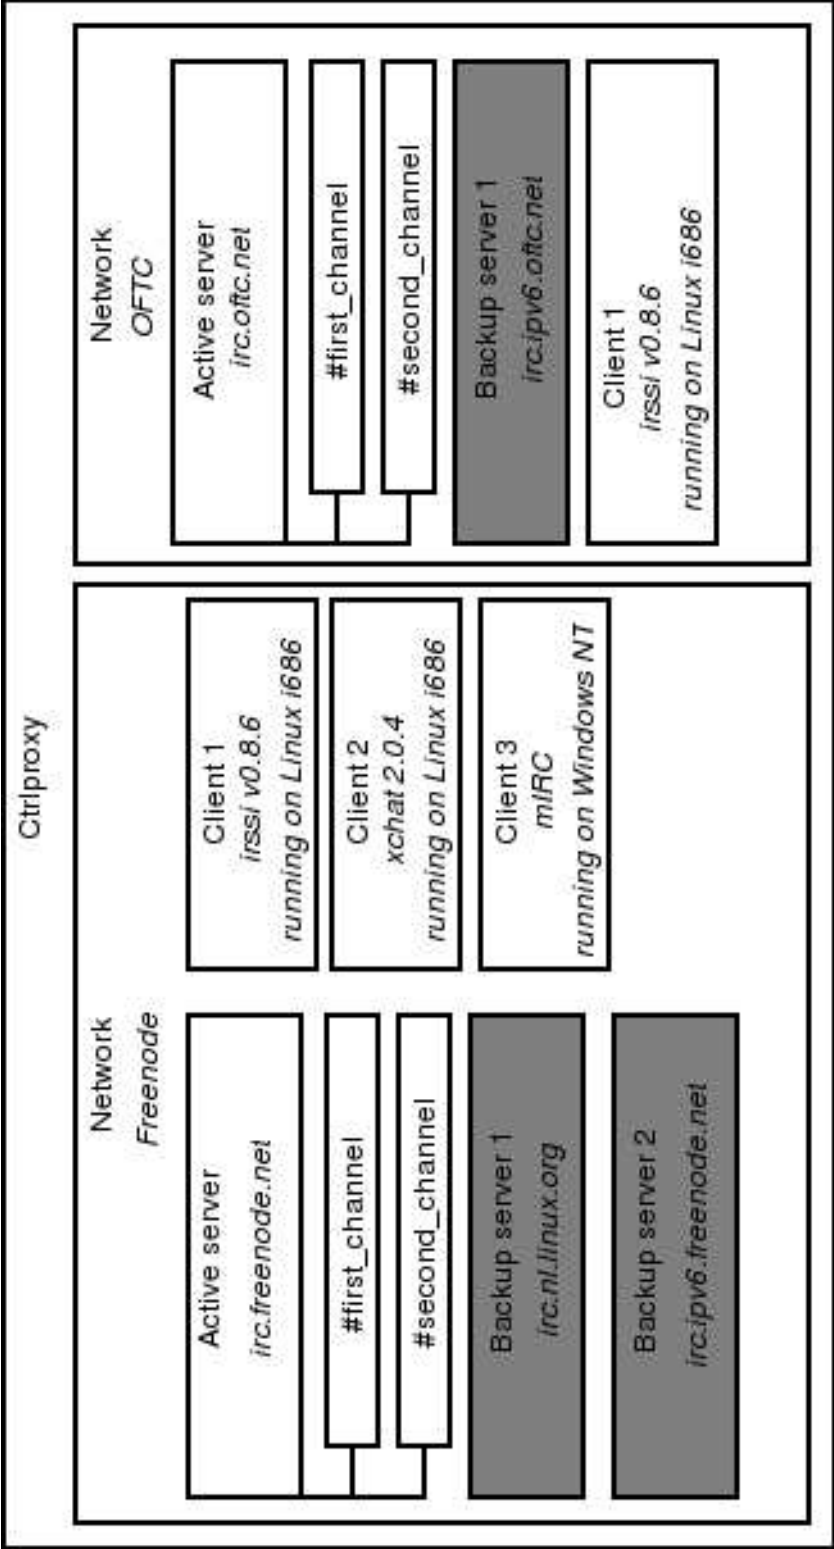 Ctrlproxy
Network
Freenode
Active server
irc.freenode.net
#first_channel
#second_channel
Backup server 1
irc.nl.linux.org
Backup server 2
irc.ipv6.freenode.net
Client 1
irssi v0.8.6
running on Linux i686
Client 2
xchat 2.0.4
running on Linux i686
Client 3
mIRC
running on Windows NT
Network
OFTC
Active server
irc.oftc.net
#first_channel
#second_channel
Backup server 1
irc.ipv6.oftc.net
Client 1
irssi v0.8.6
running on Linux i686